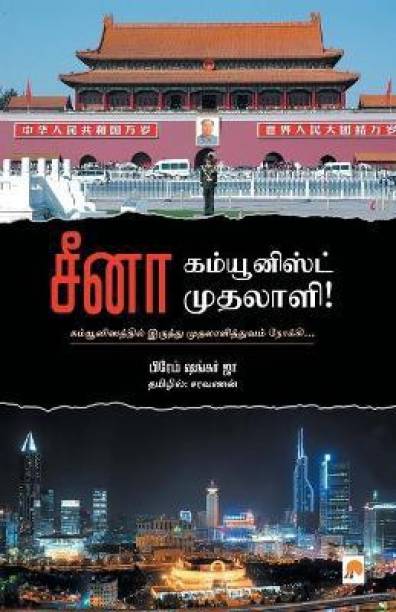 中华人民共和国万岁
世界人民大团结万岁
சீனா கம்யூனிஸ்ட்
முதலாளி!
கம்யூனிஸத்தில் இருந்து முதலாளித்துவம் நோக்கி...
பிரேம் ஷங்கர் ஜா
தமிழில்: சரவணன்